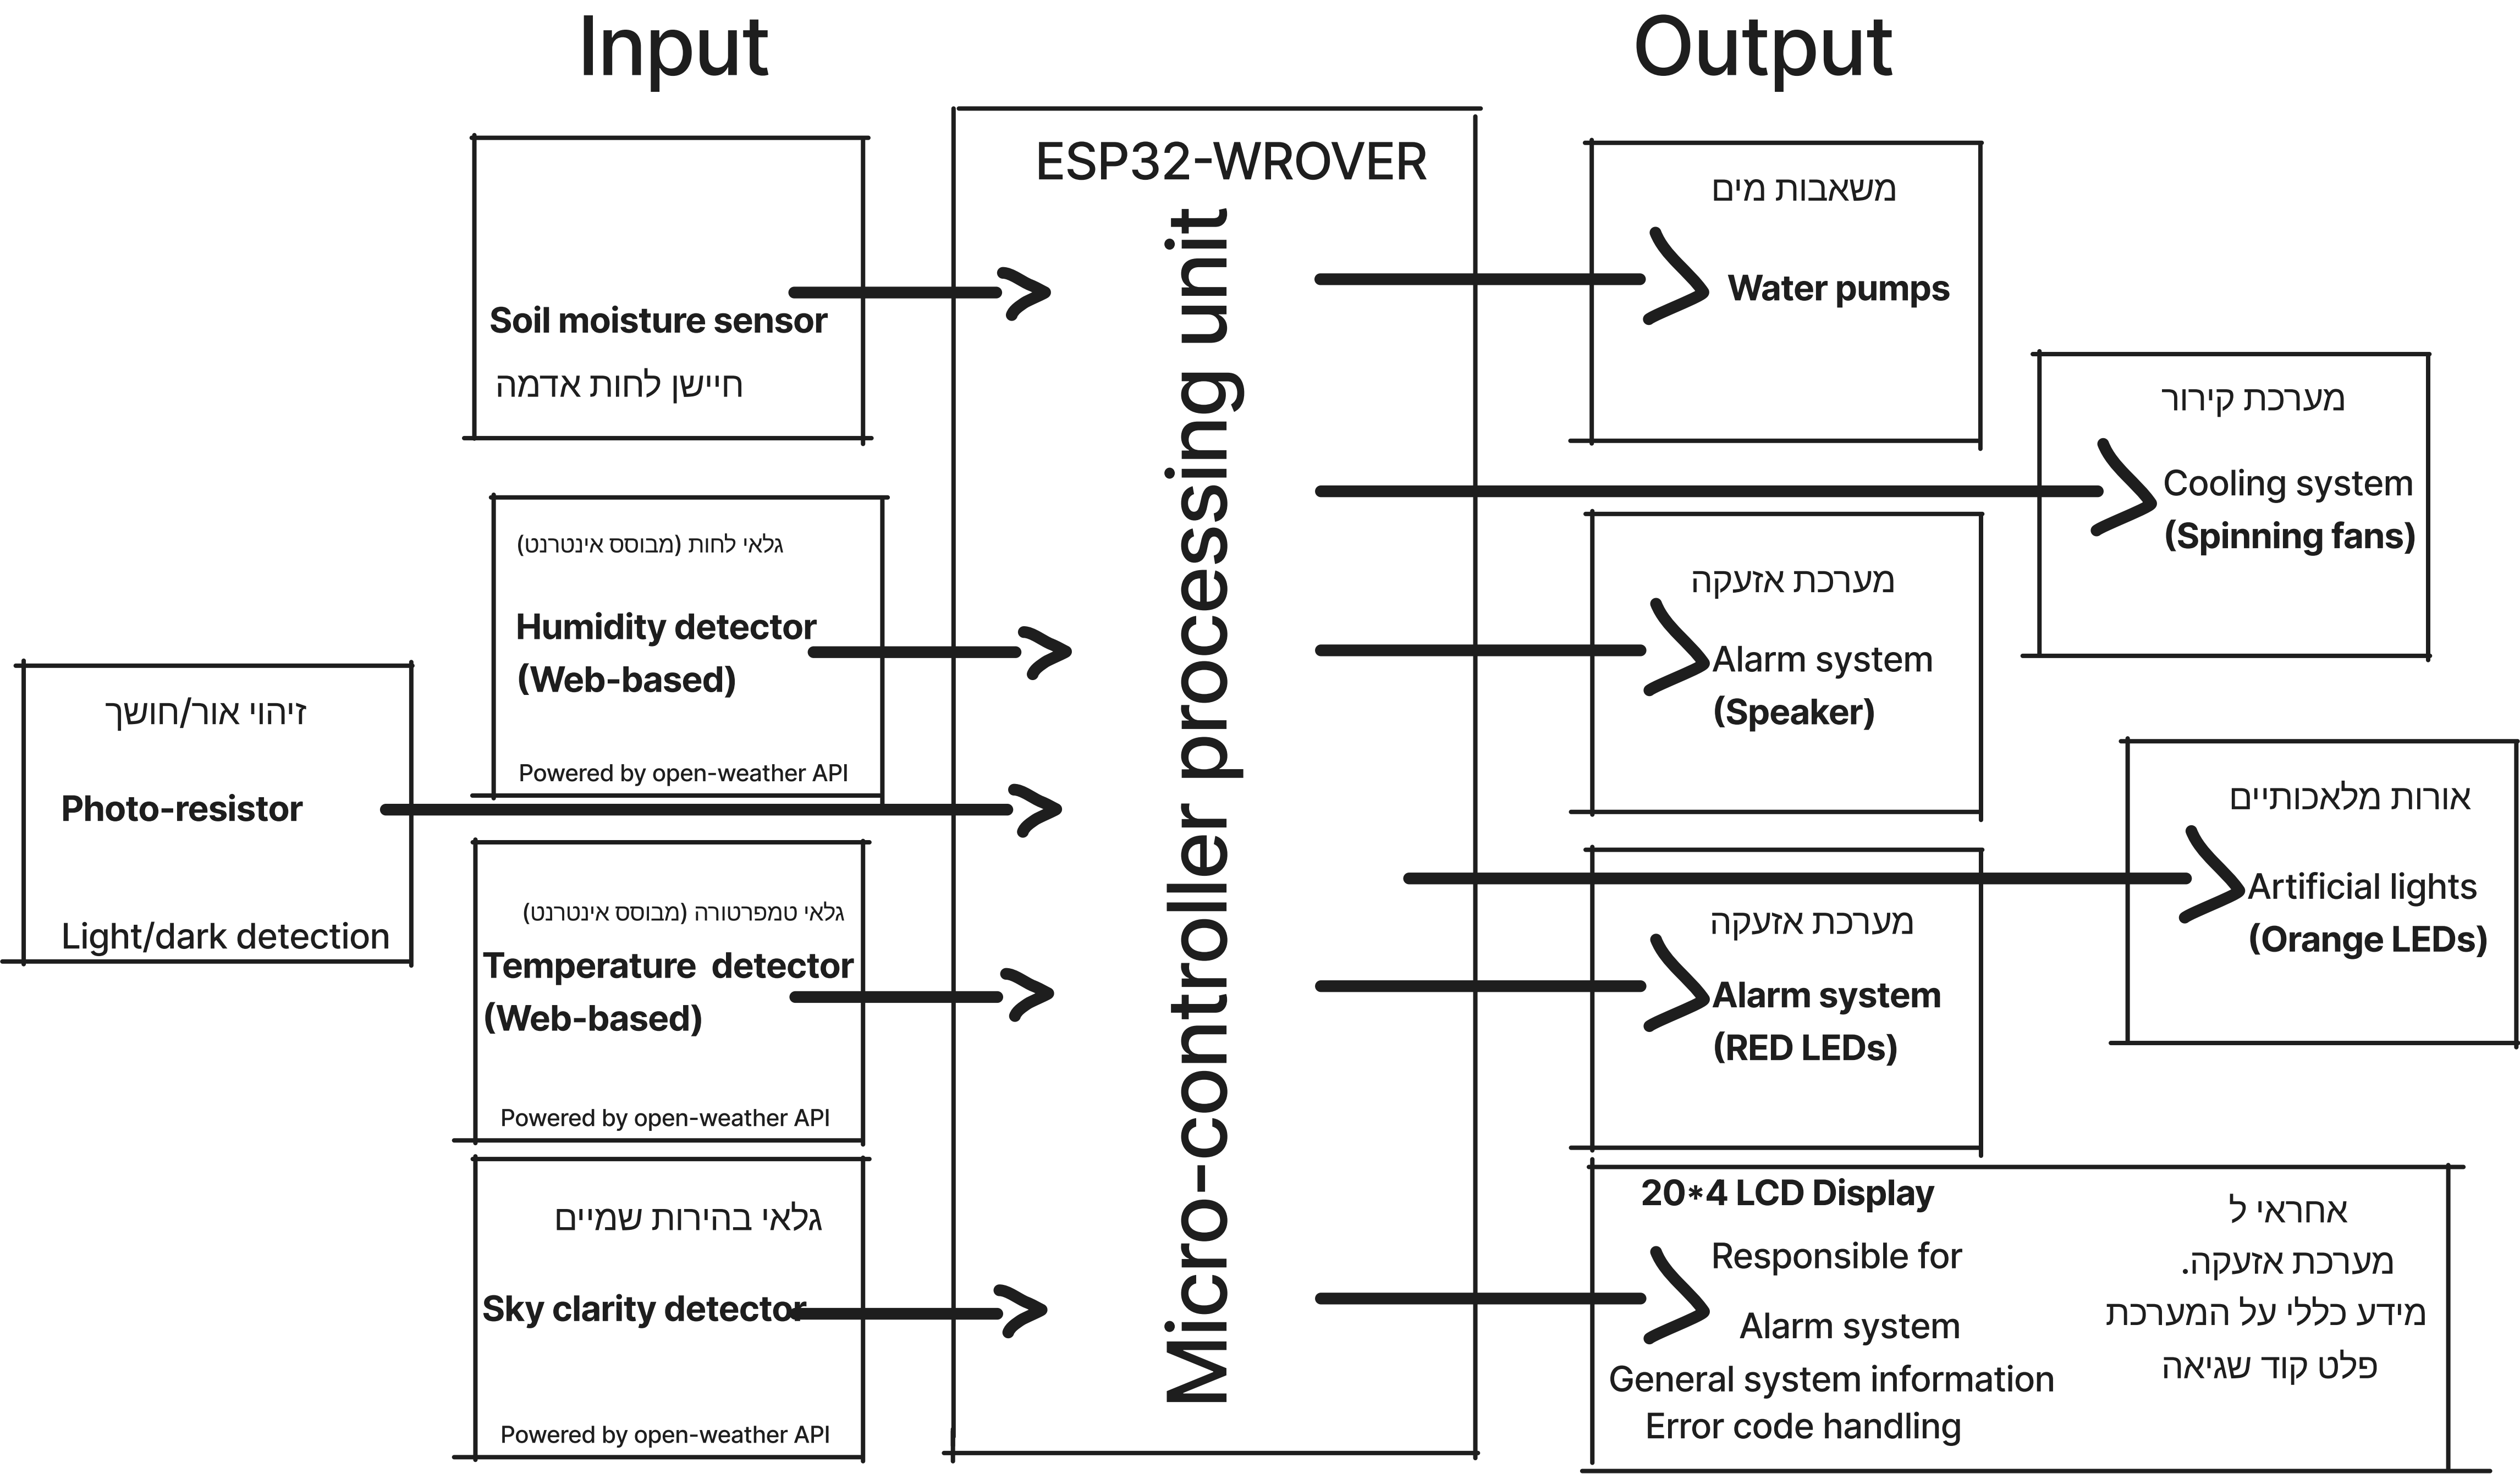 Input
Output
ESP32-WROVER
Micro-controller processing unit
Soil moisture sensor
חיישן לחות אדמה
גלאי לחות (מבוסס אינטרנט)
Humidity detector
(Web-based)
Powered by open-weather API
זיהוי אור/חושך
Photo-resistor
Light/dark detection
גלאי טמפרטורה (מבוסס אינטרנט)
Temperature detector
(Web-based)
Powered by open-weather API
גלאי בהירות שמיים
Sky clarity detector
Powered by open-weather API
משאבות מים
Water pumps
מערכת קירור
Cooling system
(Spinning fans)
מערכת אזעקה
Alarm system
(Speaker)
אורות מלאכותיים
Artificial lights
(Orange LEDs)
מערכת אזעקה
Alarm system
(RED LEDs)
20*4 LCD Display
Responsible for
Alarm system
General system information
Error code handling
אחראי ל
מערכת אזעקה.
מידע כללי על המערכת
פלט קוד שגיאה